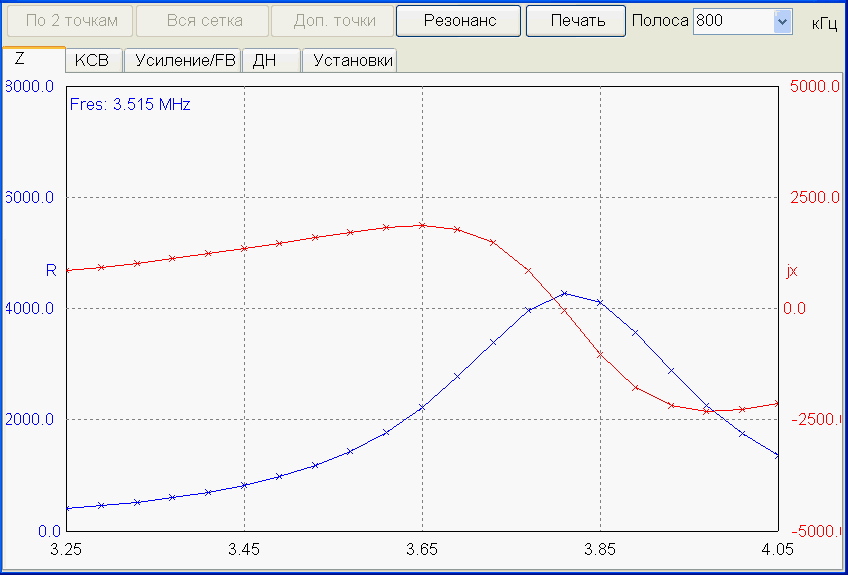 По 2 точкам Вся сетка Доп. точки Резонанс Печать Полоса 800 кГц
Z КСВ Усиление/FB ДН Установки
8000.0 5000.0
Fres: 3.515 MHz
6000.0 2500.0
R jx
4000.0 0.0
2000.0 -2500.0
0.0 -5000.0
3.25 3.45 3.65 3.85 4.05